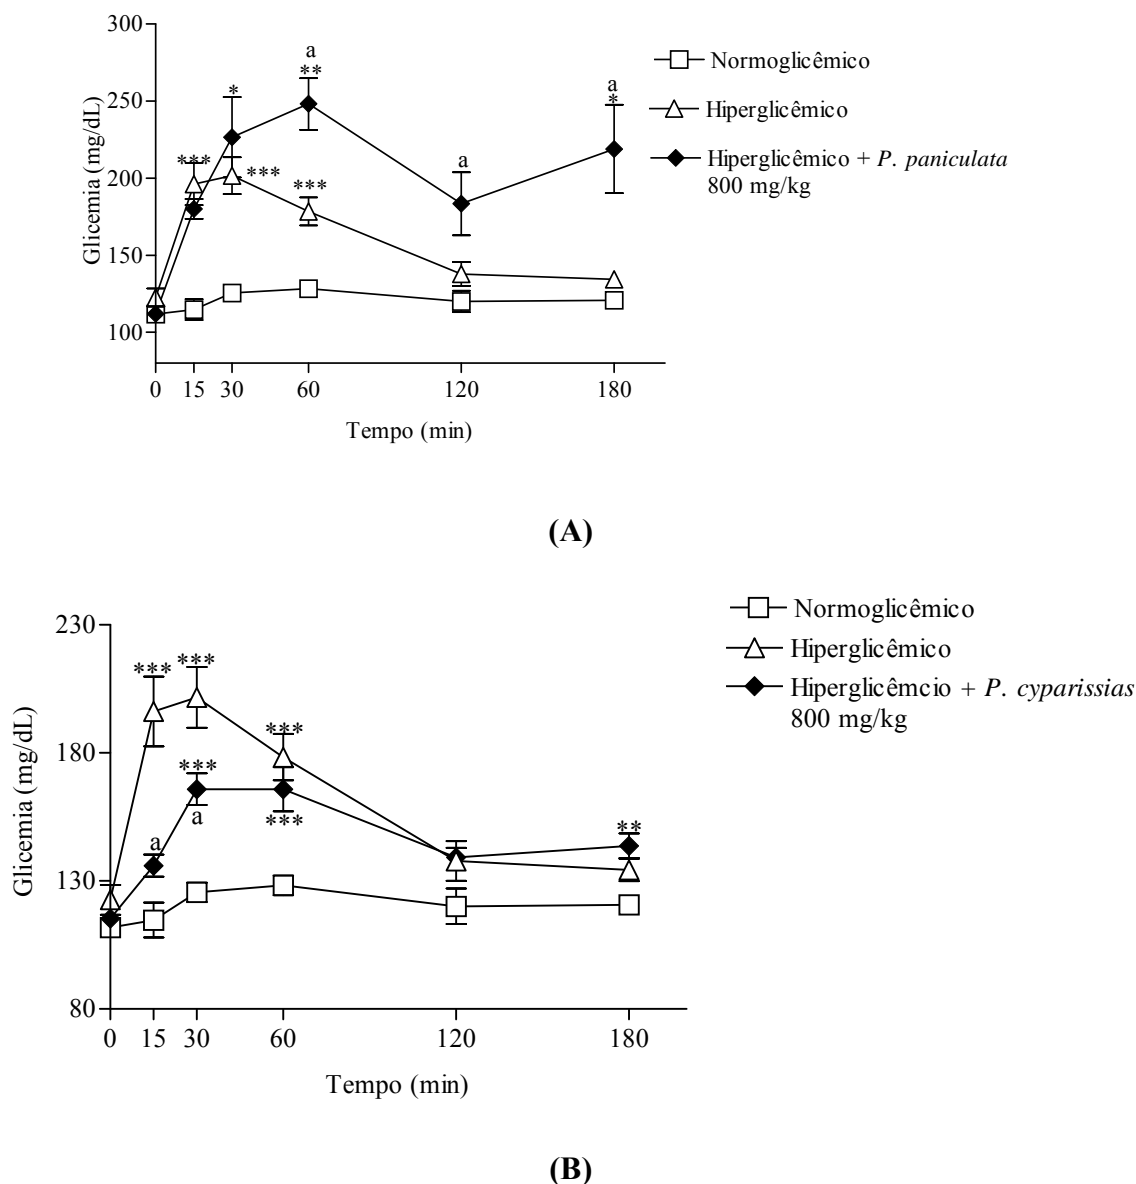 300
250
200
150
100
Glicemia (mg/dL)
a
**
*
a
*
a
***
***
***
0 15 30 60 120 180
Tempo (min)
Normoglicêmico
Hiperglicêmico
Hiperglicêmico + P. paniculata
800 mg/kg
(A)
230
180
130
80
Glicemia (mg/dL)
***
***
***
***
a
a
***
**
0 15 30 60 120 180
Tempo (min)
Normoglicêmico
Hiperglicêmico
Hiperglicêmcio + P. cyparissias
800 mg/kg
(B)